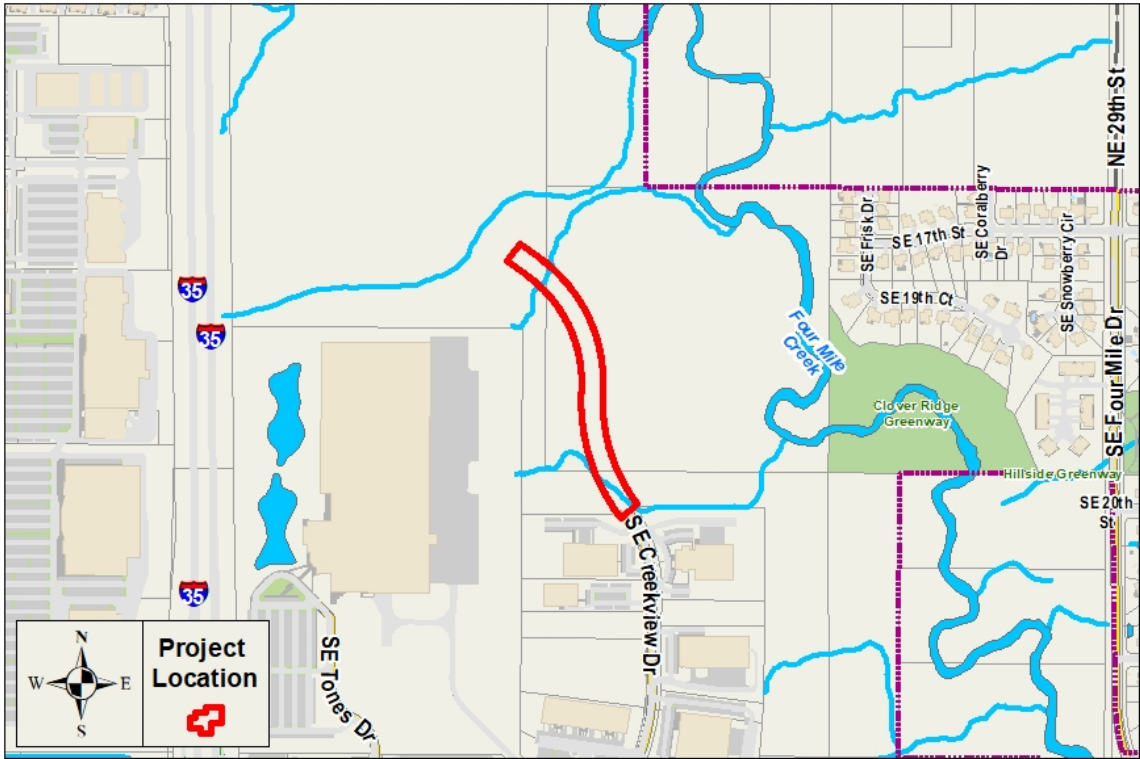 NE 29th St
SE Frisk Dr
SE 17th St
SE Coralberry
Dr
SE Snowberry Cir
SE 19th Ct
35
35
Four Mile
Creek
SE Four Mile Dr
Clover Ridge
Greenway
Hillside Greenway
SE 20th
St
SE Creekview Dr
35
SE Tones Dr
N
W
E
S
Project
Location